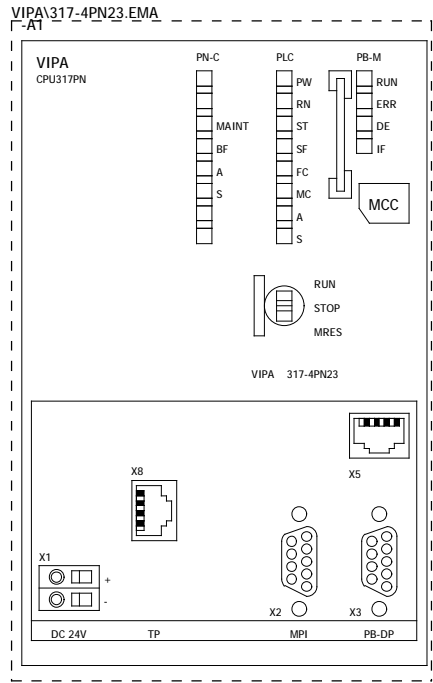 VIPA\317-4PN23.EMA
-A1
VIPA
CPU317PN
PN-C PLC PB-M
PW RUN
RN ERR
MAINT ST DE
BF SF IF
A FC
S MC
MCC
A
S
RUN
STOP
MRES
VIPA 317-4PN23
X8 X5
X1
+
-
X2 X3
DC 24V TP MPI PB-DP